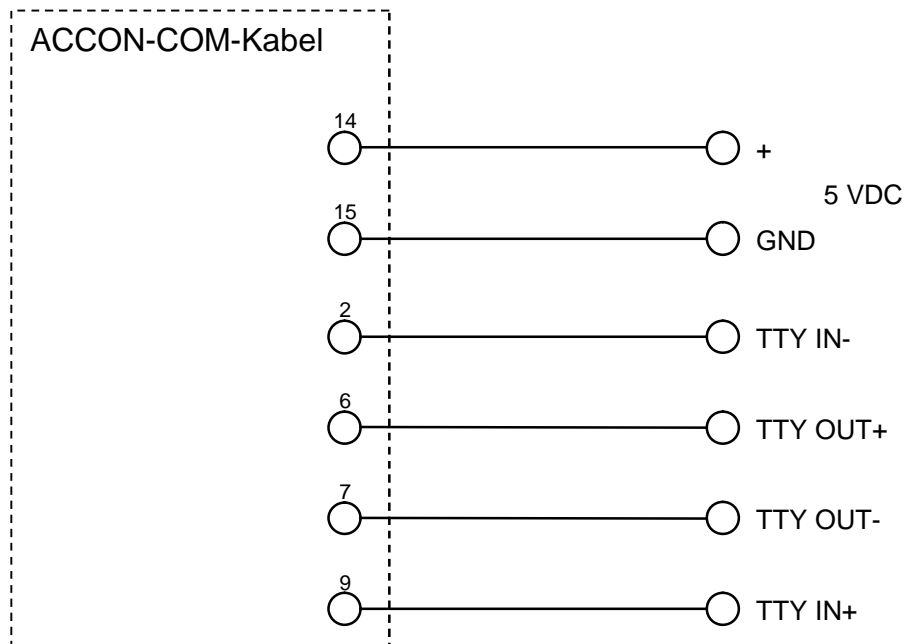 ACCON-COM-Kabel
14
+
5 VDC
15
GND
2
TTY IN-
6
TTY OUT+
7
TTY OUT-
9
TTY IN+